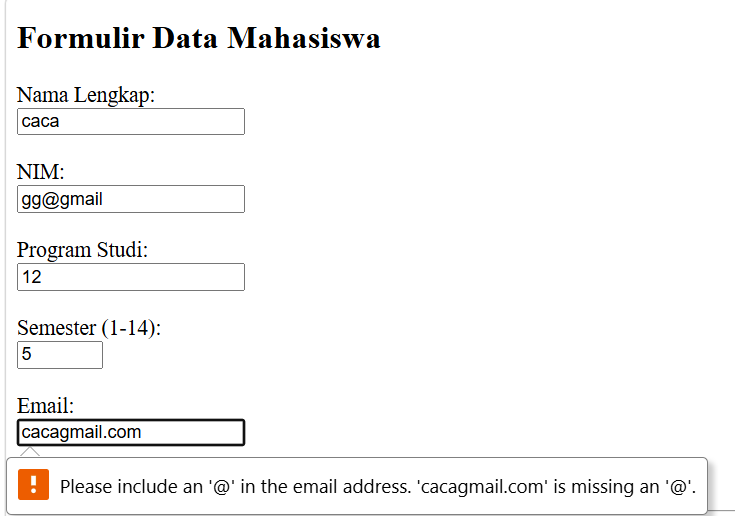 Formulir Data Mahasiswa
Nama Lengkap:
caca
NIM:
gg@gmail
Program Studi:
12
Semester (1-14):
5
Email:
cacagmail.com
Please include an '@' in the email address. 'cacagmail.com' is missing an '@'.